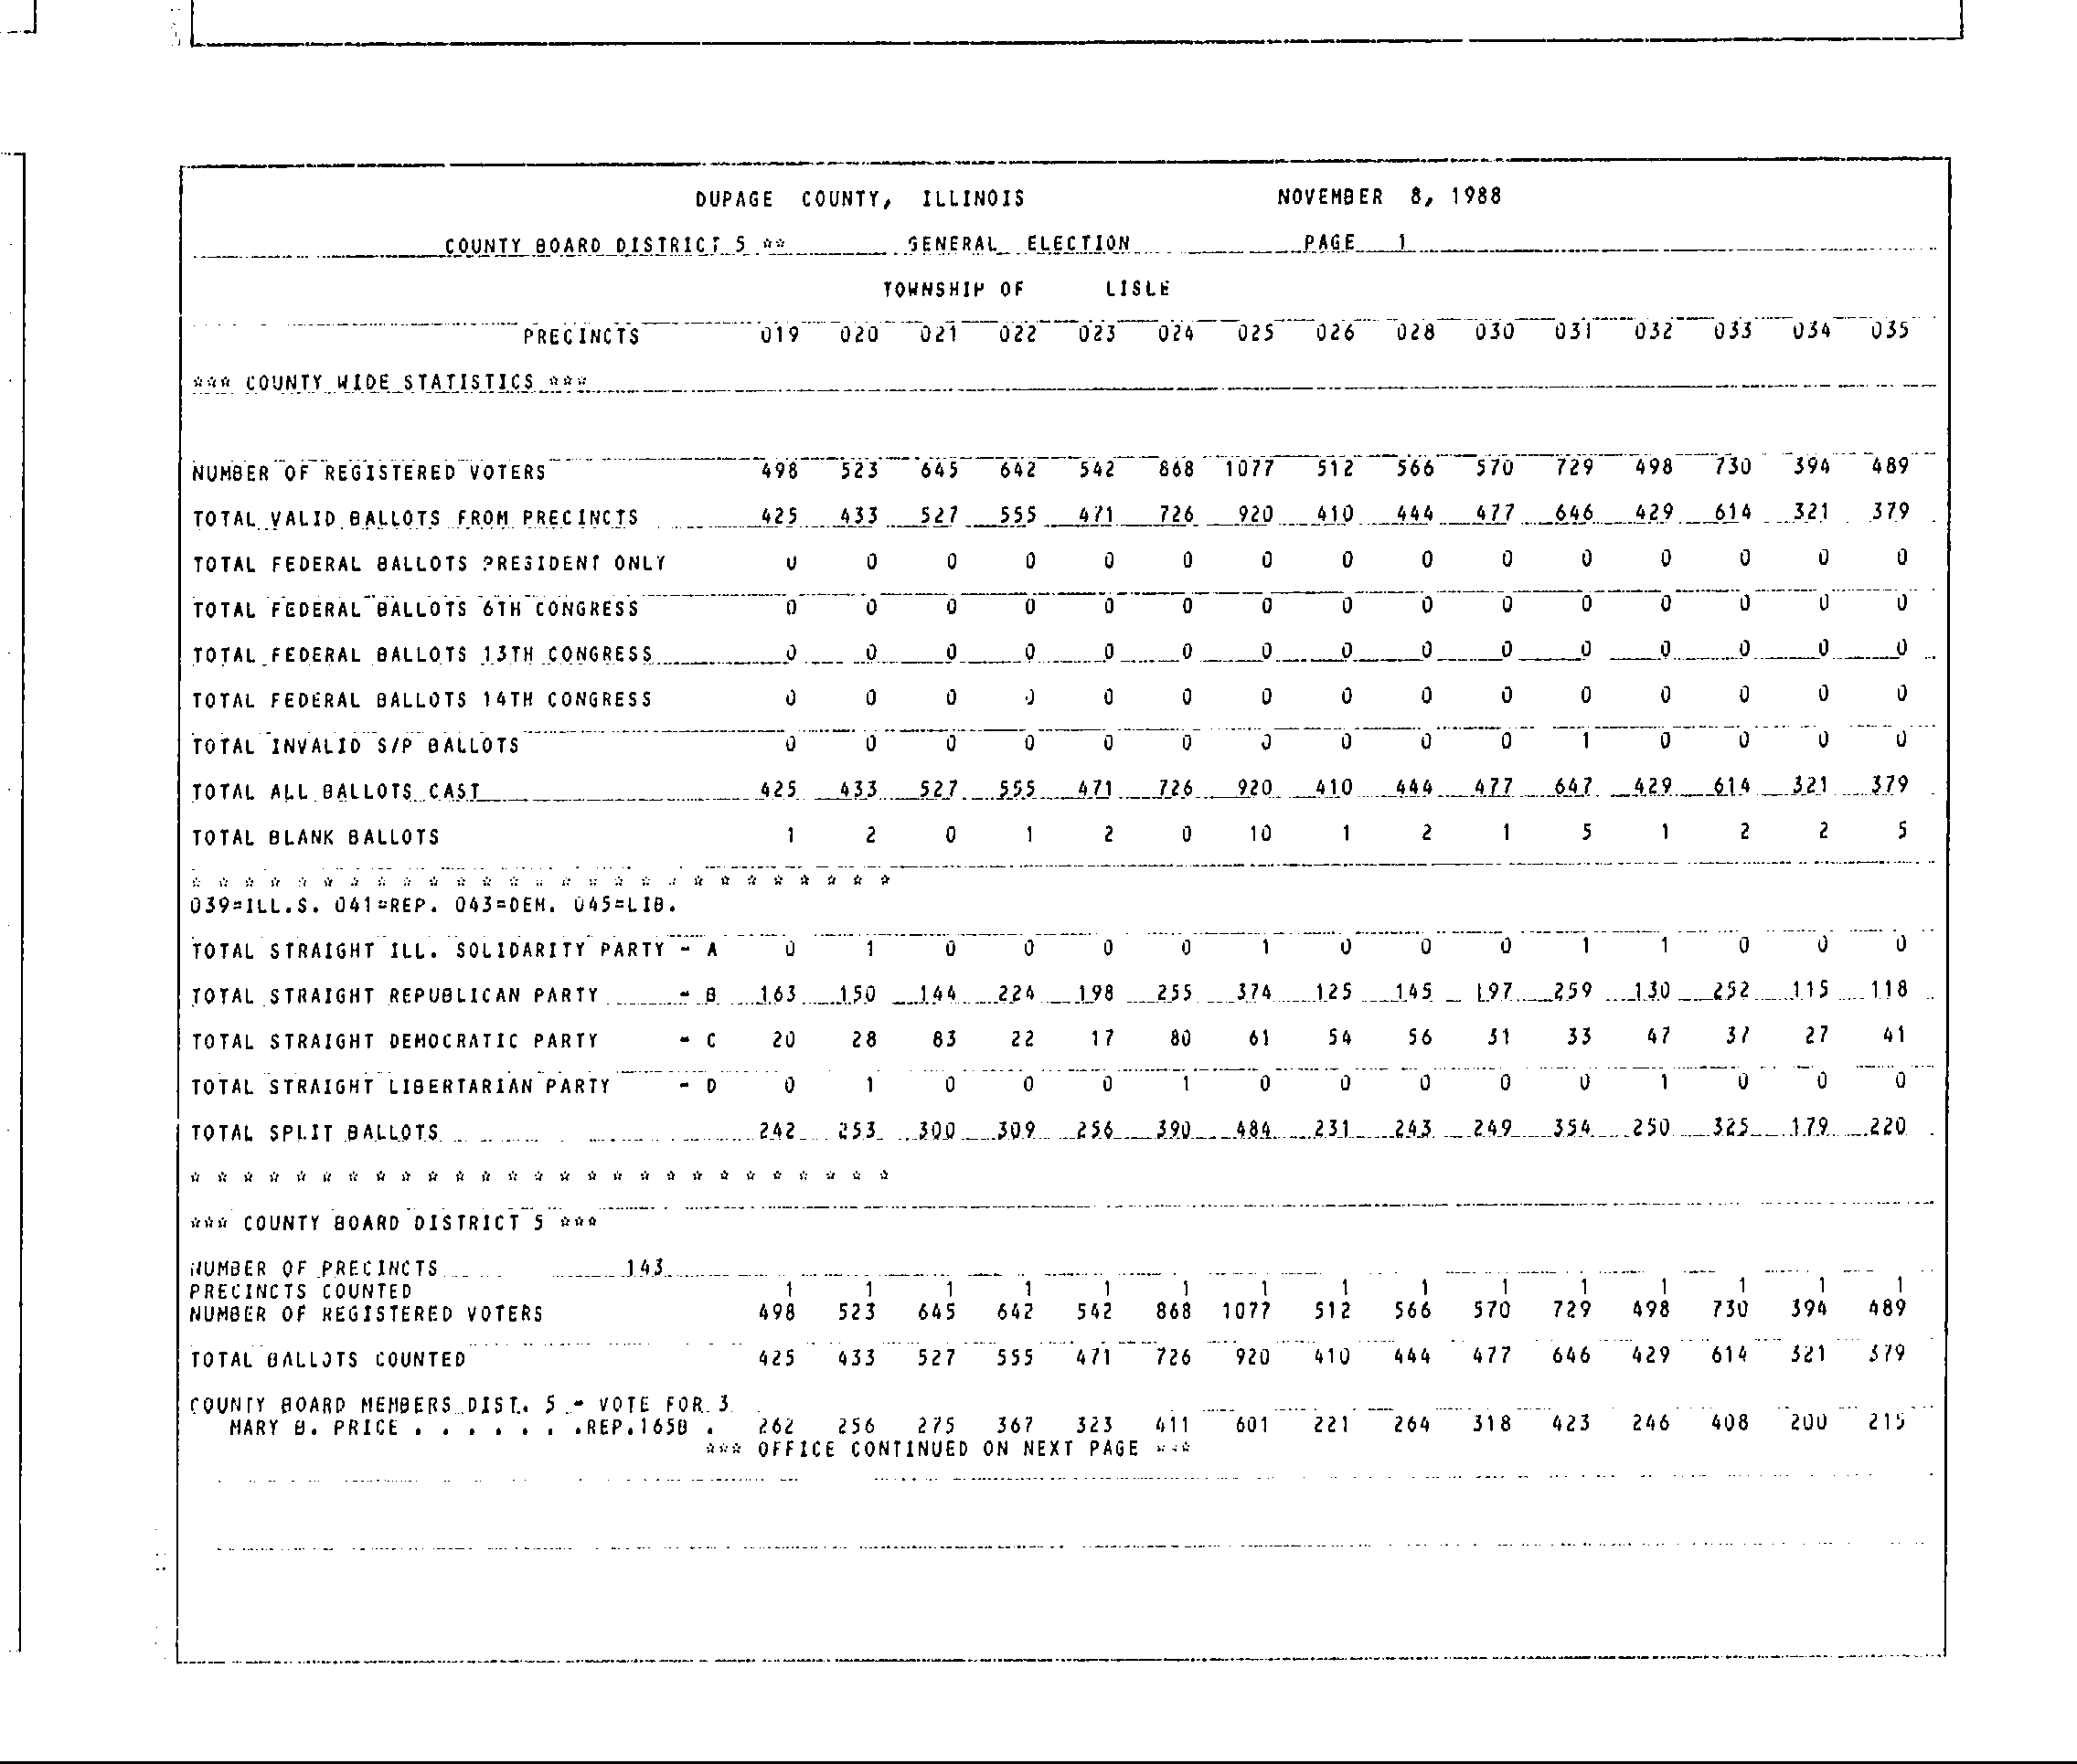 DUPAGE COUNTY, ILLINOIS NOVEMBER 8, 1988
COUNTY BOARD DISTRICT 5 ** GENERAL ELECTION PAGE 1
TOWNSHIP OF LISLE
PRECINCTS 019 020 021 022 023 024 025 026 028 030 031 032 033 034 035
*** COUNTY WIDE STATISTICS ***
NUMBER OF REGISTERED VOTERS 498 523 645 642 542 868 1077 512 566 570 729 498 730 394 489
TOTAL VALID BALLOTS FROM PRECINCTS 425 433 527 555 471 726 920 410 444 477 646 429 614 321 379
TOTAL FEDERAL BALLOTS PRESIDENT ONLY 0 0 0 0 0 0 0 0 0 0 0 0 0 0 0
TOTAL FEDERAL BALLOTS 6TH CONGRESS 0 0 0 0 0 0 0 0 0 0 0 0 0 0 0
TOTAL FEDERAL BALLOTS 13TH CONGRESS 0 0 0 0 0 0 0 0 0 0 0 0 0 0 0
TOTAL FEDERAL BALLOTS 14TH CONGRESS 0 0 0 0 0 0 0 0 0 0 0 0 0 0 0
TOTAL INVALID S/P BALLOTS 0 0 0 0 0 0 0 0 0 0 1 0 0 0 0
TOTAL ALL BALLOTS CAST 425 433 527 555 471 726 920 410 444 477 647 429 614 321 379
TOTAL BLANK BALLOTS 1 2 0 1 2 0 10 1 2 1 5 1 2 2 5
* * * * * * * * * * * * * * * * * * * * * * * * * * *
039=ILL.S. 041=REP. 043=DEM. 045=LIB.
TOTAL STRAIGHT ILL. SOLIDARITY PARTY - A 0 1 0 0 0 0 1 0 0 0 1 1 0 0 0
TOTAL STRAIGHT REPUBLICAN PARTY - B 163 150 144 224 198 255 374 125 145 197 259 130 252 115 118
TOTAL STRAIGHT DEMOCRATIC PARTY - C 20 28 83 22 17 80 61 54 56 31 33 47 37 27 41
TOTAL STRAIGHT LIBERTARIAN PARTY - D 0 1 0 0 0 1 0 0 0 0 0 1 0 0 0
TOTAL SPLIT BALLOTS 242 253 300 309 256 390 484 231 243 249 354 250 325 179 220
* * * * * * * * * * * * * * * * * * * * * * * * * * *
*** COUNTY BOARD DISTRICT 5 ***
NUMBER OF PRECINCTS 143
PRECINCTS COUNTED 1 1 1 1 1 1 1 1 1 1 1 1 1 1 1
NUMBER OF REGISTERED VOTERS 498 523 645 642 542 868 1077 512 566 570 729 498 730 394 489
TOTAL BALLOTS COUNTED 425 433 527 555 471 726 920 410 444 477 646 429 614 321 379
COUNTY BOARD MEMBERS DIST. 5 - VOTE FOR 3
MARY B. PRICE . . . . . . .REP.165B . 262 256 275 367 323 411 601 221 264 318 423 246 408 200 215
*** OFFICE CONTINUED ON NEXT PAGE ***